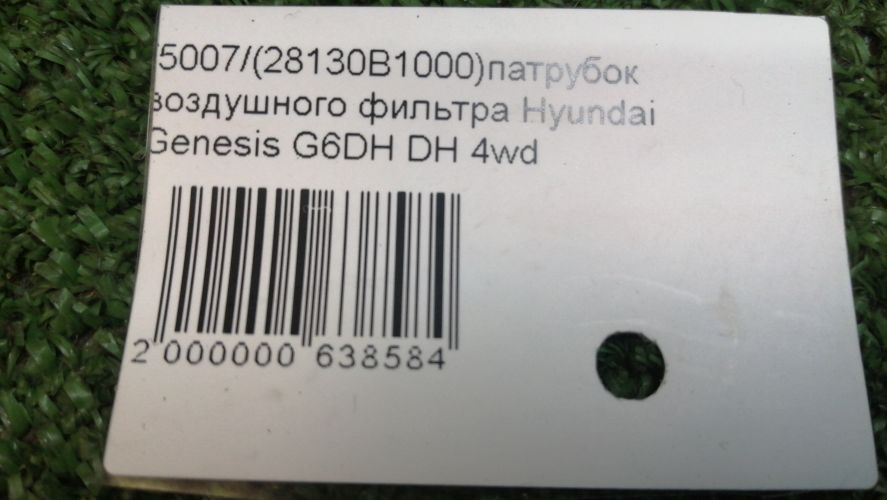 5007/(28130B1000)патрубок
воздушного фильтра Hyundai
Genesis G6DH DH 4wd
2 000000 638584